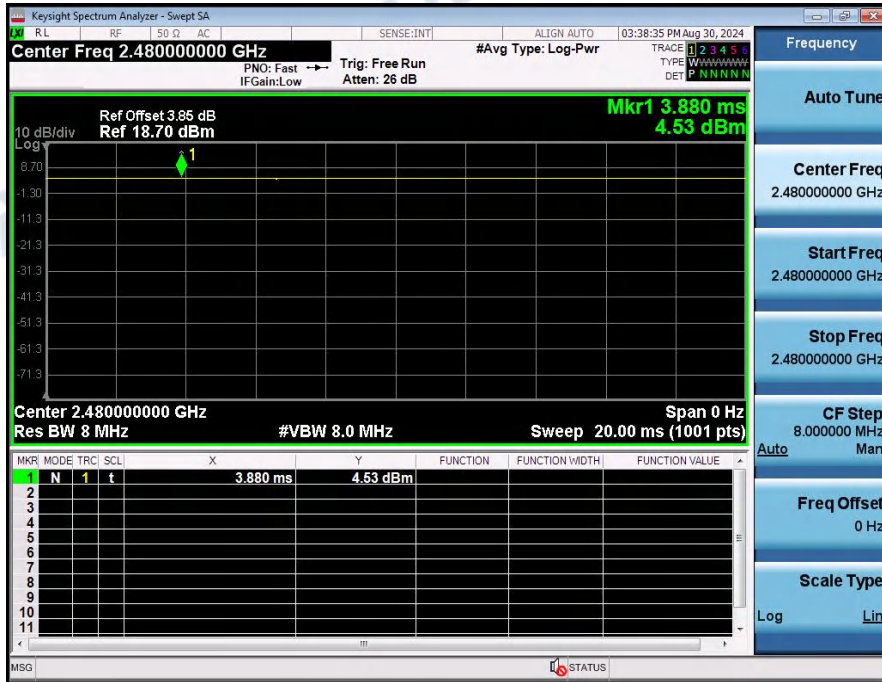 Keysight Spectrum Analyzer - Swept SA
LXI RL RF 50 Ω AC SENSE:INT ALIGN AUTO 03:38:35 PM Aug 30, 2024
Center Freq 2.480000000 GHz
PNO: Fast
IFGain:Low
Trig: Free Run
Atten: 26 dB
#Avg Type: Log-Pwr
TRACE 1 2 3 4 5 6
TYPE WWWWWW
DET P N N N N N
Ref Offset 3.85 dB
Ref 18.70 dBm
10 dB/div
Log
Mkr1 3.880 ms
4.53 dBm
1
8.70
-1.30
-11.3
-21.3
-31.3
-41.3
-51.3
-61.3
-71.3
Center 2.480000000 GHz Span 0 Hz
Res BW 8 MHz #VBW 8.0 MHz Sweep 20.00 ms (1001 pts)
MKR MODE TRC SCL X Y FUNCTION FUNCTION WIDTH FUNCTION VALUE
1 N 1 t 3.880 ms 4.53 dBm
2
3
4
5
6
7
8
9
10
11
MSG STATUS
Frequency
Auto Tune
Center Freq
2.480000000 GHz
Start Freq
2.480000000 GHz
Stop Freq
2.480000000 GHz
CF Step
8.000000 MHz
Auto Man
Freq Offset
0 Hz
Scale Type
Log Lin